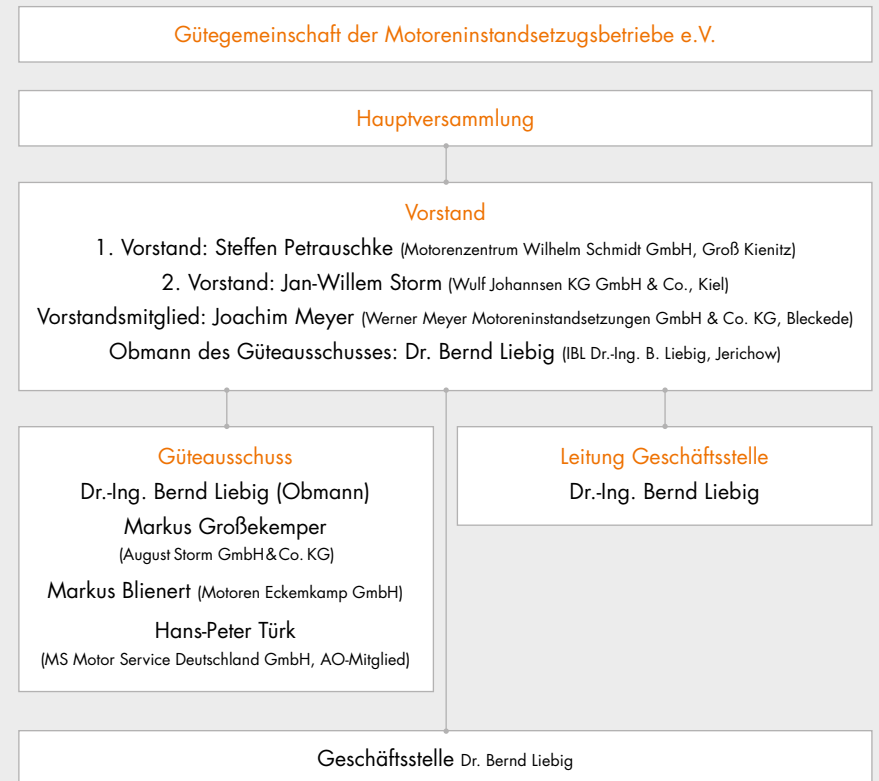 Gütegemeinschaft der Motoreninstandsetzugsbetriebe e.V.
Hauptversammlung
Vorstand
1. Vorstand: Steffen Petrauschke (Motorenzentrum Wilhelm Schmidt GmbH, Groß Kienitz)
2. Vorstand: Jan-Willem Storm (Wulf Johannsen KG GmbH & Co., Kiel)
Vorstandsmitglied: Joachim Meyer (Werner Meyer Motoreninstandsetzungen GmbH & Co. KG, Bleckede)
Obmann des Güteausschusses: Dr. Bernd Liebig (IBL Dr.-Ing. B. Liebig, Jerichow)
Güteausschuss
Dr.-Ing. Bernd Liebig (Obmann)
Markus Großekemper
(August Storm GmbH & Co. KG)
Markus Blienert (Motoren Eckemkamp GmbH)
Hans-Peter Türk
(MS Motor Service Deutschland GmbH, AO-Mitglied)
Leitung Geschäftsstelle
Dr.-Ing. Bernd Liebig
Geschäftsstelle Dr. Bernd Liebig